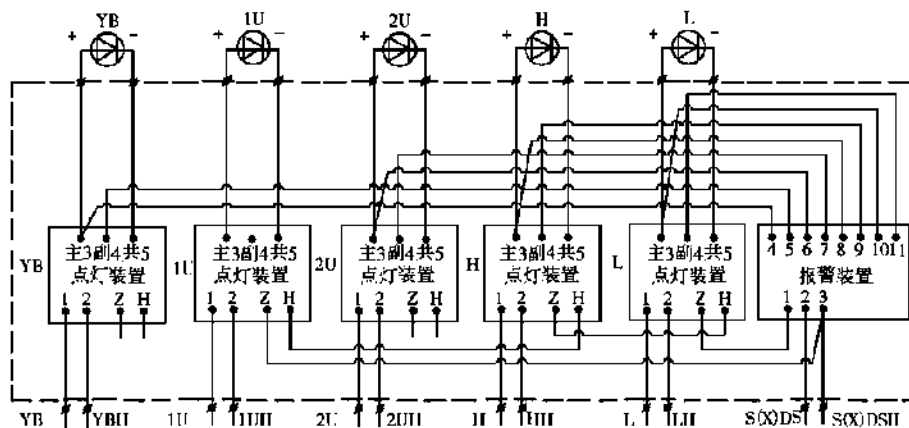 YB 1U 2U H L
+ - + - + - + - + -
主3副4共5 主3副4共5 主3副4共5 主3副4共5 主3副4共5 4 5 6 7 8 9 10 11
YB 点灯装置 1U 点灯装置 2U 点灯装置 H 点灯装置 L 点灯装置 报警装置
1 2 Z H 1 2 Z H 1 2 Z H 1 2 Z H 1 2 Z H 1 2 3
YB YBH 1U 1UH 2U 2UH H HH L LH S(X)DS S(X)DSH